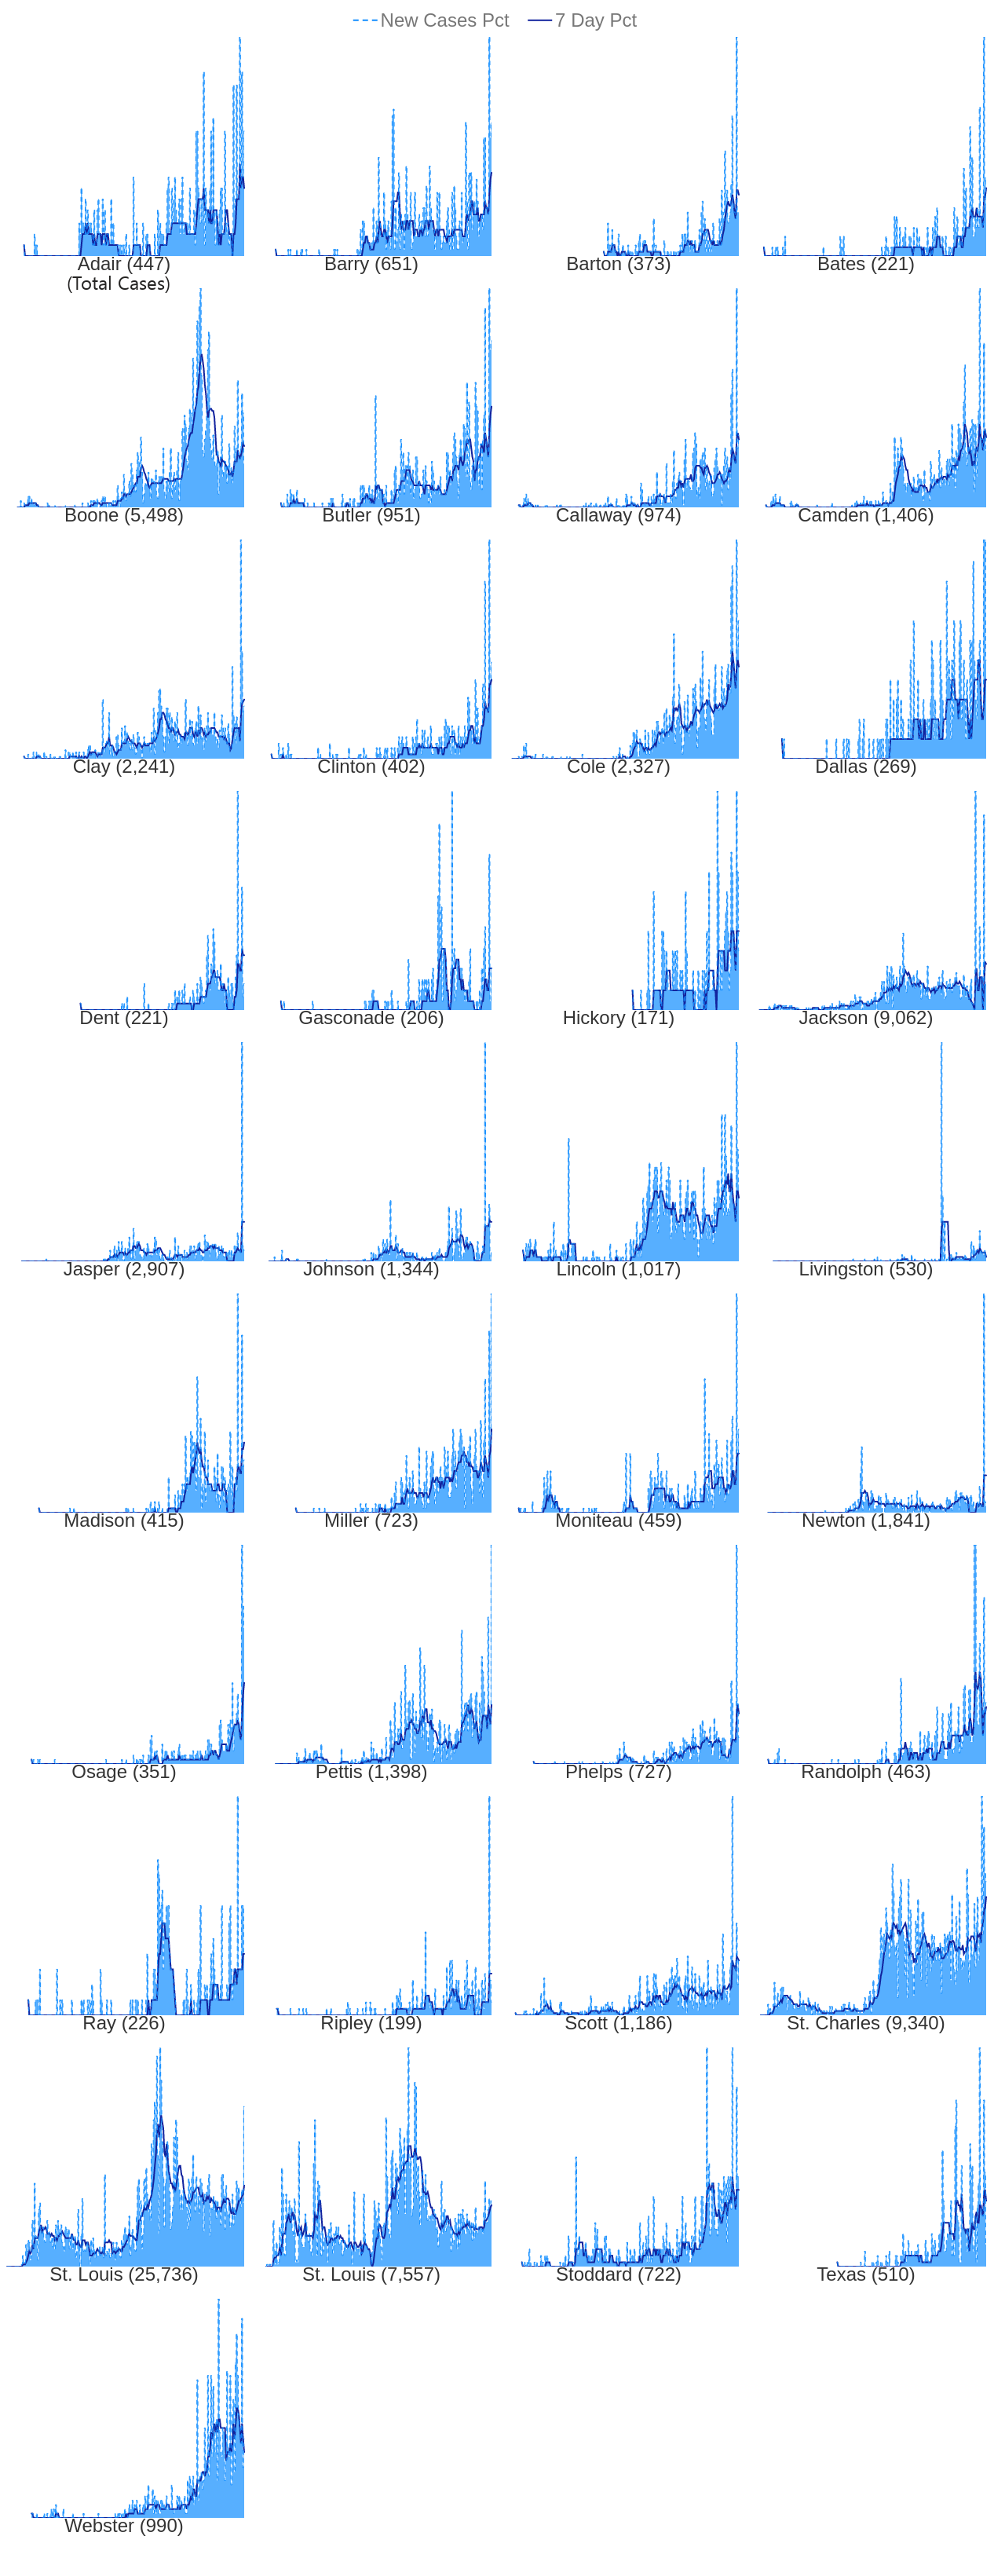 New Cases Pct 7 Day Pct
Adair (447) Barry (651) Barton (373) Bates (221)
(Total Cases)
Boone (5,498) Butler (951) Callaway (974) Camden (1,406)
Clay (2,241) Clinton (402) Cole (2,327) Dallas (269)
Dent (221) Gasconade (206) Hickory (171) Jackson (9,062)
Jasper (2,907) Johnson (1,344) Lincoln (1,017) Livingston (530)
Madison (415) Miller (723) Moniteau (459) Newton (1,841)
Osage (351) Pettis (1,398) Phelps (727) Randolph (463)
Ray (226) Ripley (199) Scott (1,186) St. Charles (9,340)
St. Louis (25,736) St. Louis (7,557) Stoddard (722) Texas (510)
Webster (990)